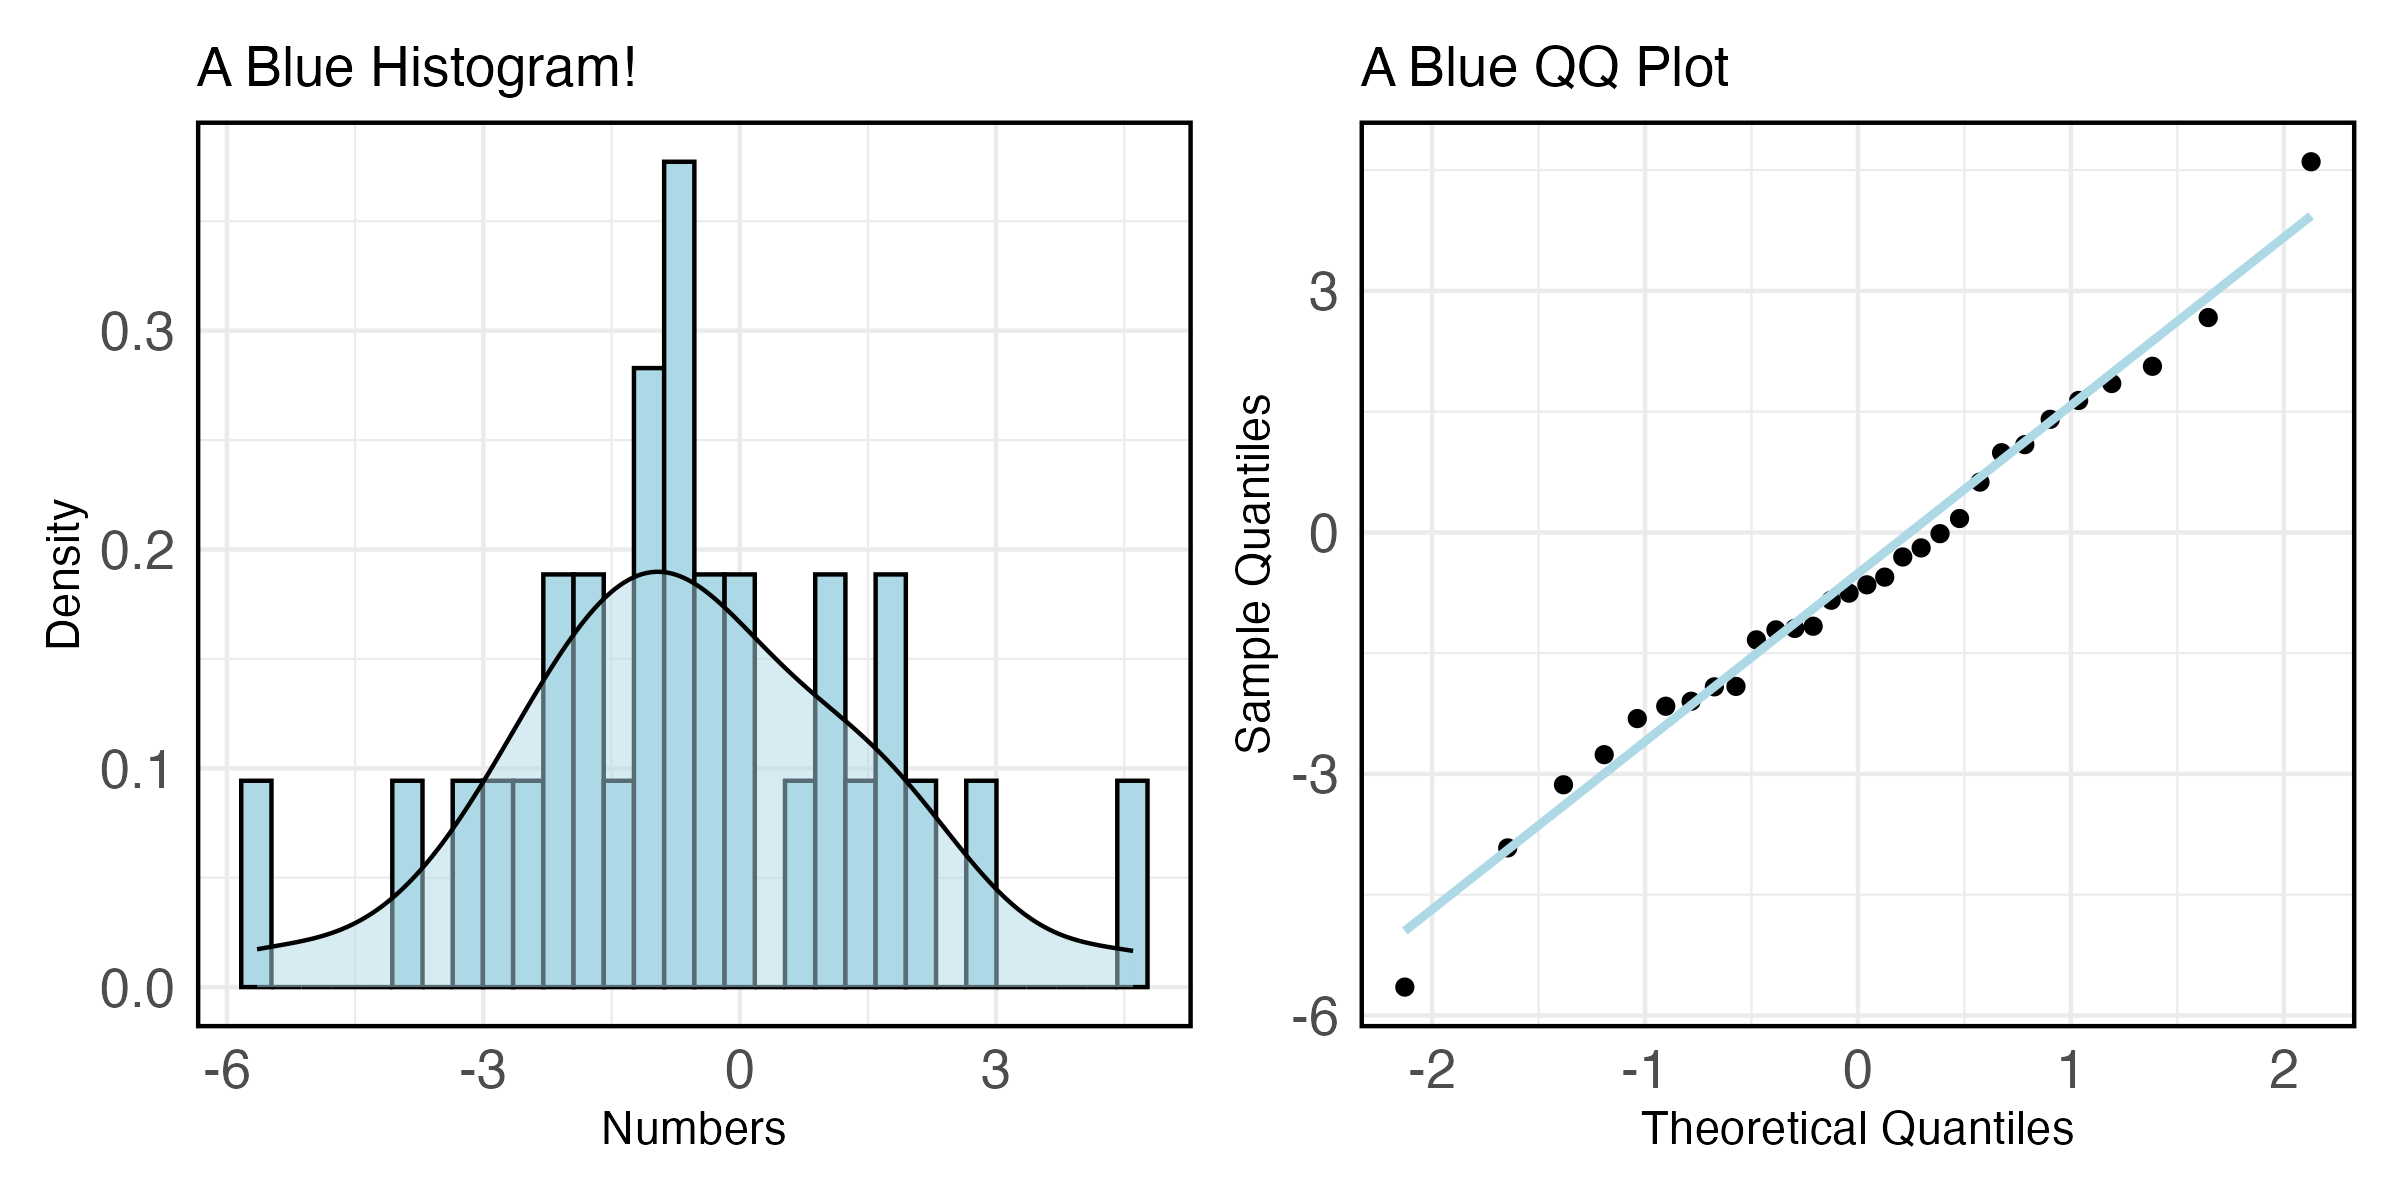 A Blue Histogram!
Density
0.3
0.2
0.1
0.0
-6 -3 0 3
Numbers
A Blue QQ Plot
Sample Quantiles
3
0
-3
-6
-2 -1 0 1 2
Theoretical Quantiles